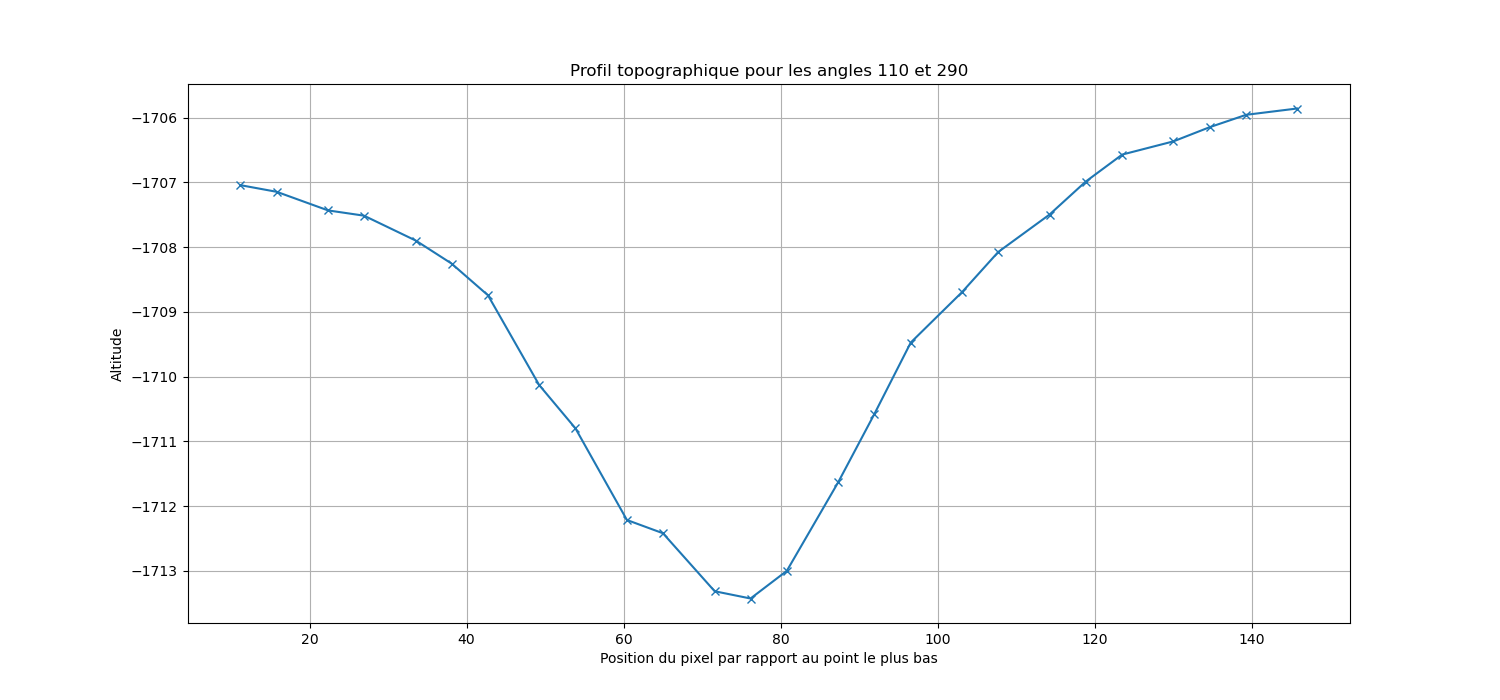 Profil topographique pour les angles 110 et 290
Altitude
−1706
−1707
−1708
−1709
−1710
−1711
−1712
−1713
20 40 60 80 100 120 140
Position du pixel par rapport au point le plus bas